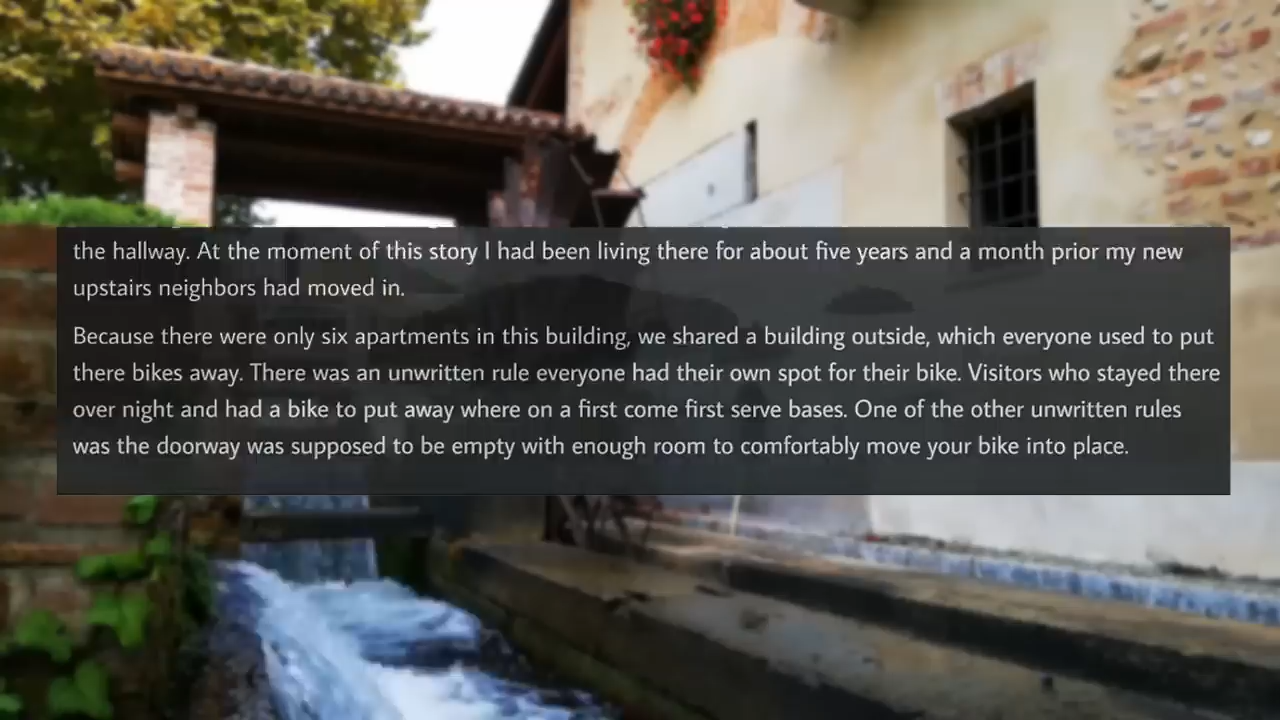 the hallway. At the moment of this story I had been living there for about five years and a month prior my new
upstairs neighbors had moved in.
Because there were only six apartments in this building, we shared a building outside, which everyone used to put
there bikes away. There was an unwritten rule everyone had their own spot for their bike. Visitors who stayed there
over night and had a bike to put away where on a first come first serve bases. One of the other unwritten rules
was the doorway was supposed to be empty with enough room to comfortably move your bike into place.